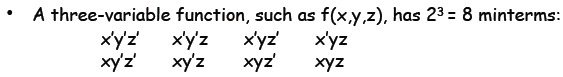 • A three-variable function, such as f(x,y,z), has 2³ = 8 minterms:
x'y'z' x'y'z x'yz' x'yz
xy'z' xy'z xyz' xyz